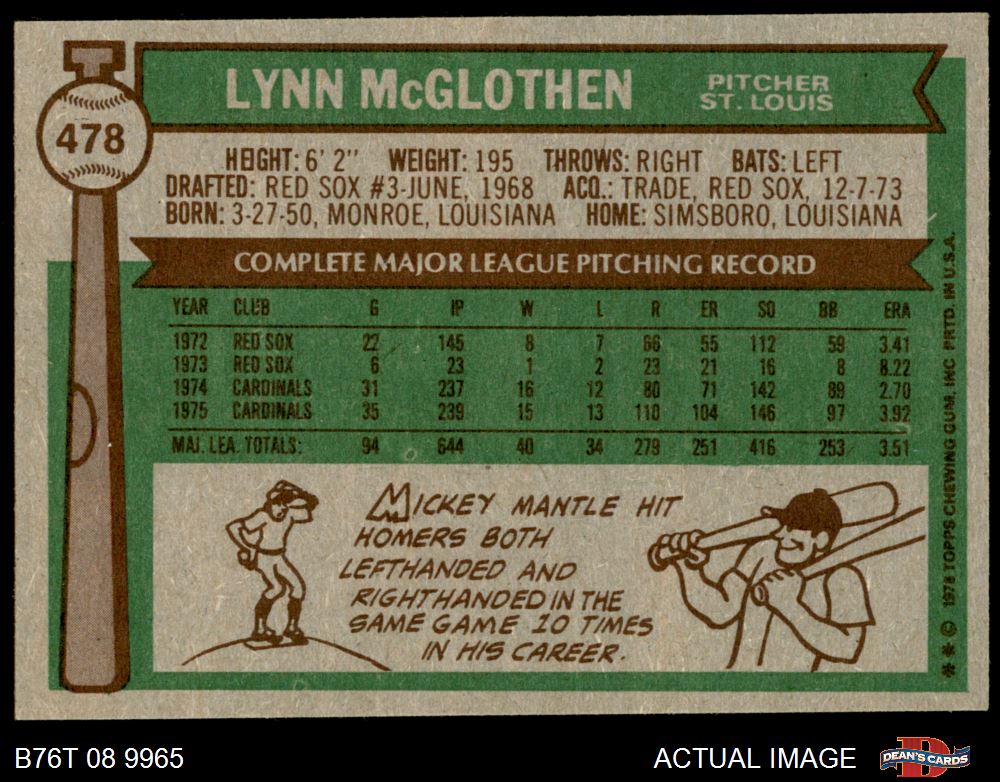 LYNN McGLOTHEN
PITCHER
ST. LOUIS
478
HEIGHT: 6' 2" WEIGHT: 195 THROWS: RIGHT BATS: LEFT
DRAFTED: RED SOX #3-JUNE, 1968 ACQ.: TRADE, RED SOX, 12-7-73
BORN: 3-27-50, MONROE, LOUISIANA HOME: SIMSBORO, LOUISIANA
COMPLETE MAJOR LEAGUE PITCHING RECORD
YEAR CLUB G IP W L R ER SO BB ERA
1972 RED SOX 22 145 8 7 66 55 112 59 3.41
1973 RED SOX 6 23 1 2 23 21 16 8 8.22
1974 CARDINALS 31 237 16 12 80 71 142 89 2.70
1975 CARDINALS 35 239 15 13 110 104 146 97 3.92
MAJ. LEA. TOTALS: 94 644 40 34 279 251 416 253 3.51
MICKEY MANTLE HIT
HOMERS BOTH
LEFTHANDED AND
RIGHTHANDED IN THE
SAME GAME 10 TIMES
IN HIS CAREER.
** © 1976 TOPPS CHEWING GUM, INC PRTD. IN U.S.A.
B76T 08 9965
ACTUAL IMAGE
DEAN'S CARDS